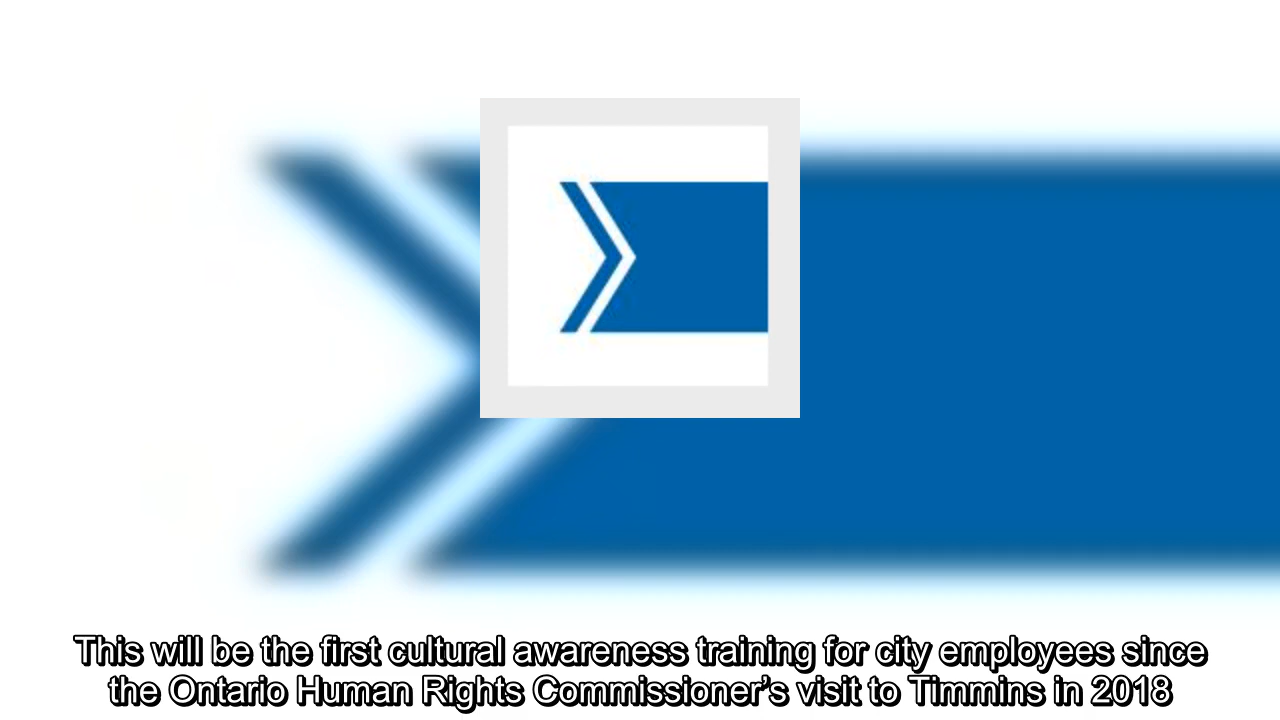 This will be the first cultural awareness training for city employees since
the Ontario Human Rights Commissioner's visit to Timmins in 2018